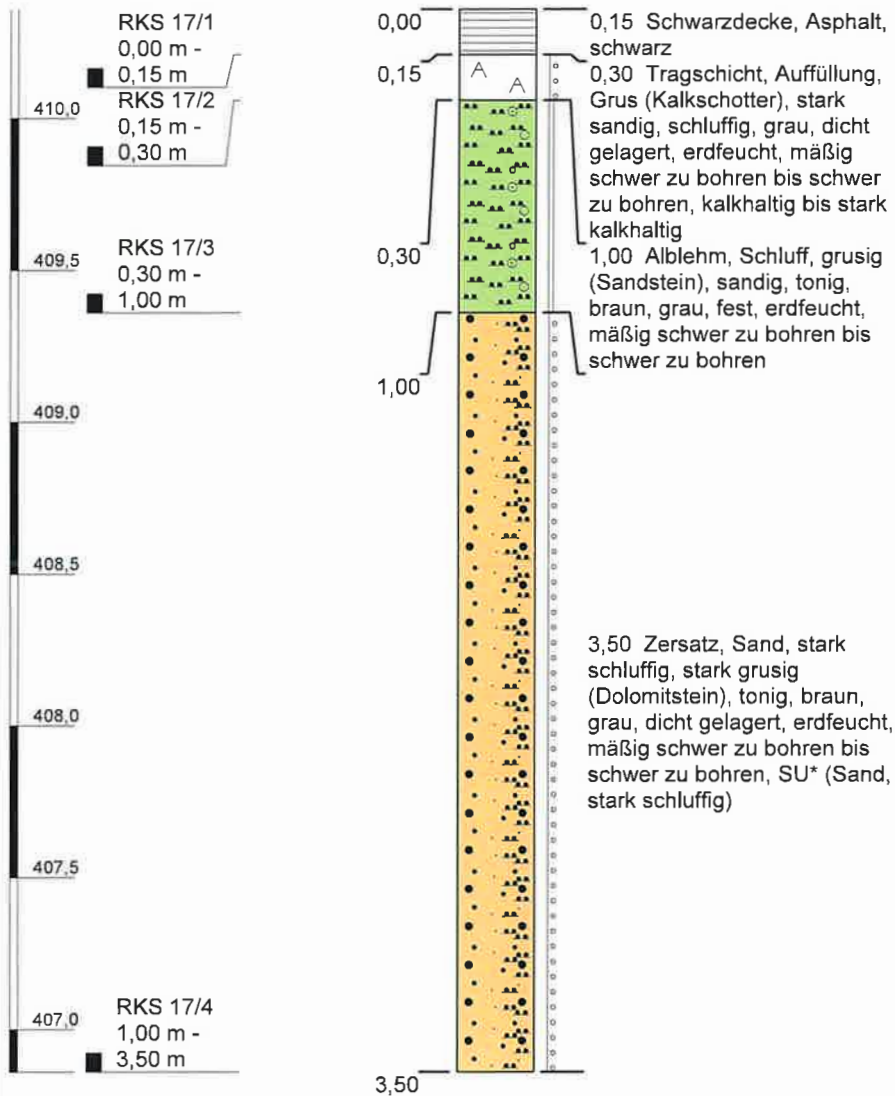 RKS 17/1
0,00 m -
0,15 m
410,0
RKS 17/2
0,15 m -
0,30 m
RKS 17/3
0,30 m -
1,00 m
409,5
409,0
408,5
408,0
407,5
RKS 17/4
1,00 m -
3,50 m
407,0
0,00
0,15
0,30
1,00
3,50
A
A
0,15 Schwarzdecke, Asphalt,
schwarz
0,30 Tragschicht, Auffüllung,
Grus (Kalkschotter), stark
sandig, schluffig, grau, dicht
gelagert, erdfeucht, mäßig
schwer zu bohren bis schwer
zu bohren, kalkhaltig bis stark
kalkhaltig
1,00 Alblehm, Schluff, grusig
(Sandstein), sandig, tonig,
braun, grau, fest, erdfeucht,
mäßig schwer zu bohren bis
schwer zu bohren
3,50 Zersatz, Sand, stark
schluffig, stark grusig
(Dolomitstein), tonig, braun,
grau, dicht gelagert, erdfeucht,
mäßig schwer zu bohren bis
schwer zu bohren, SU* (Sand,
stark schluffig)